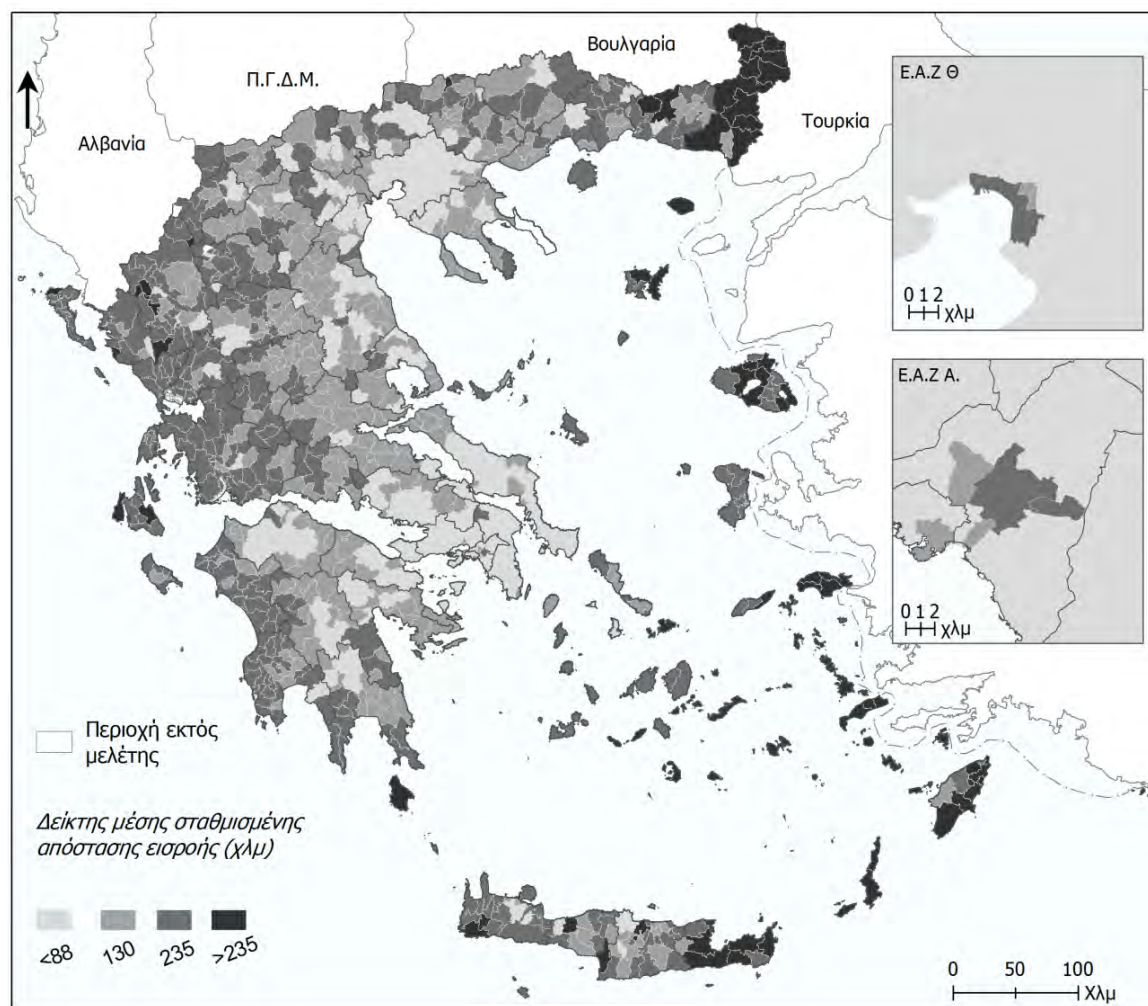 Βουλγαρία
Π.Γ.Δ.Μ.
Αλβανία
Τουρκία
Ε.Α.Ζ Θ
0 1 2
χλμ
Ε.Α.Ζ Α.
0 1 2
χλμ
Περιοχή εκτός
μελέτης
Δείκτης μέσης σταθμισμένης
απόστασης εισροής (χλμ)
<88 130 235 >235
0 50 100
Χλμ